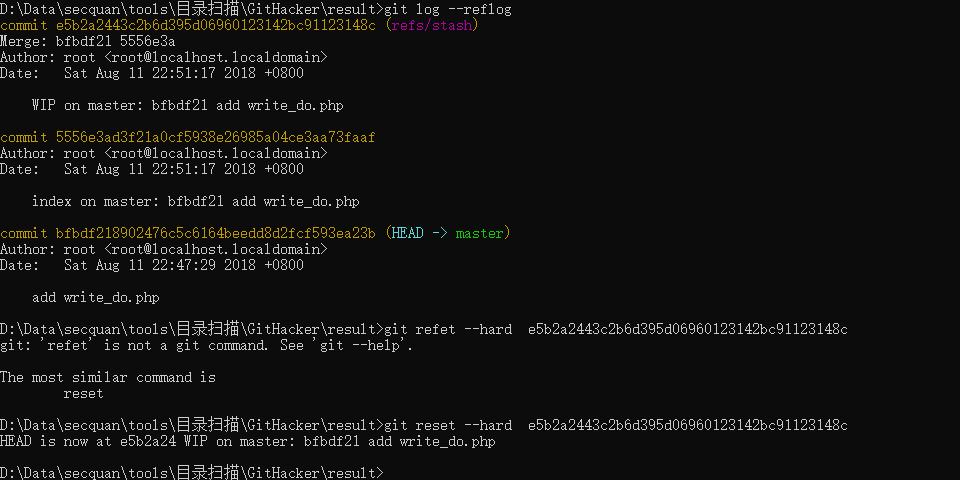 D:\Data\secquan\tools\目录扫描\GitHacker\result>git log --reflog
commit e5b2a2443c2b6d395d06960123142bc91123148c (refs/stash)
Merge: bfbdf21 5556e3a
Author: root <root@localhost.localdomain>
Date:   Sat Aug 11 22:51:17 2018 +0800
    WIP on master: bfbdf21 add write_do.php
commit 5556e3ad3f21a0cf5938e26985a04ce3aa73faaf
Author: root <root@localhost.localdomain>
Date:   Sat Aug 11 22:51:17 2018 +0800
    index on master: bfbdf21 add write_do.php
commit bfbdf218902476c5c6164beedd8d2fcf593ea23b (HEAD -> master)
Author: root <root@localhost.localdomain>
Date:   Sat Aug 11 22:47:29 2018 +0800
    add write_do.php
D:\Data\secquan\tools\目录扫描\GitHacker\result>git refet --hard  e5b2a2443c2b6d395d06960123142bc91123148c
git: 'refet' is not a git command. See 'git --help'.
The most similar command is
        reset
D:\Data\secquan\tools\目录扫描\GitHacker\result>git reset --hard  e5b2a2443c2b6d395d06960123142bc91123148c
HEAD is now at e5b2a24 WIP on master: bfbdf21 add write_do.php
D:\Data\secquan\tools\目录扫描\GitHacker\result>